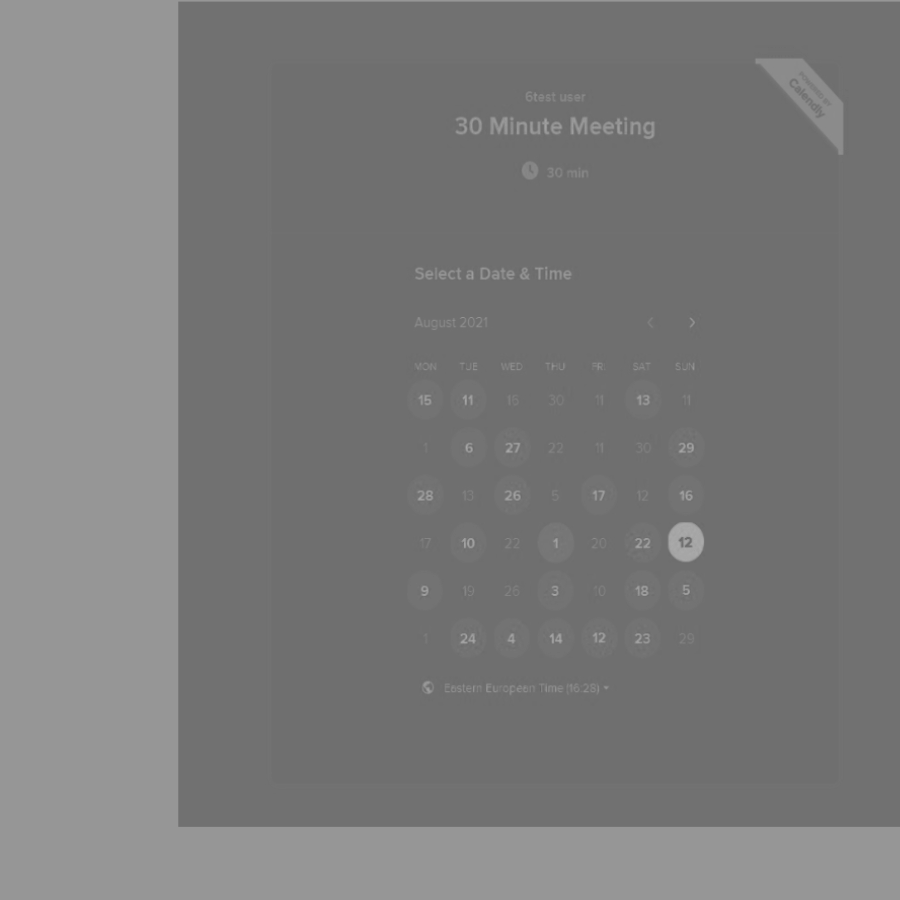 POWERED BY
Calendly
6test user
30 Minute Meeting
30 min
Select a Date & Time
August 2021
MON TUE WED THU FRI SAT SUN
15 11 18 30 11 13 11
1 6 27 22 11 30 29
28 13 26 5 17 12 16
17 10 22 1 20 22 12
9 19 26 3 10 18 5
1 24 4 14 12 23 29
Eastern European Time (16:28)